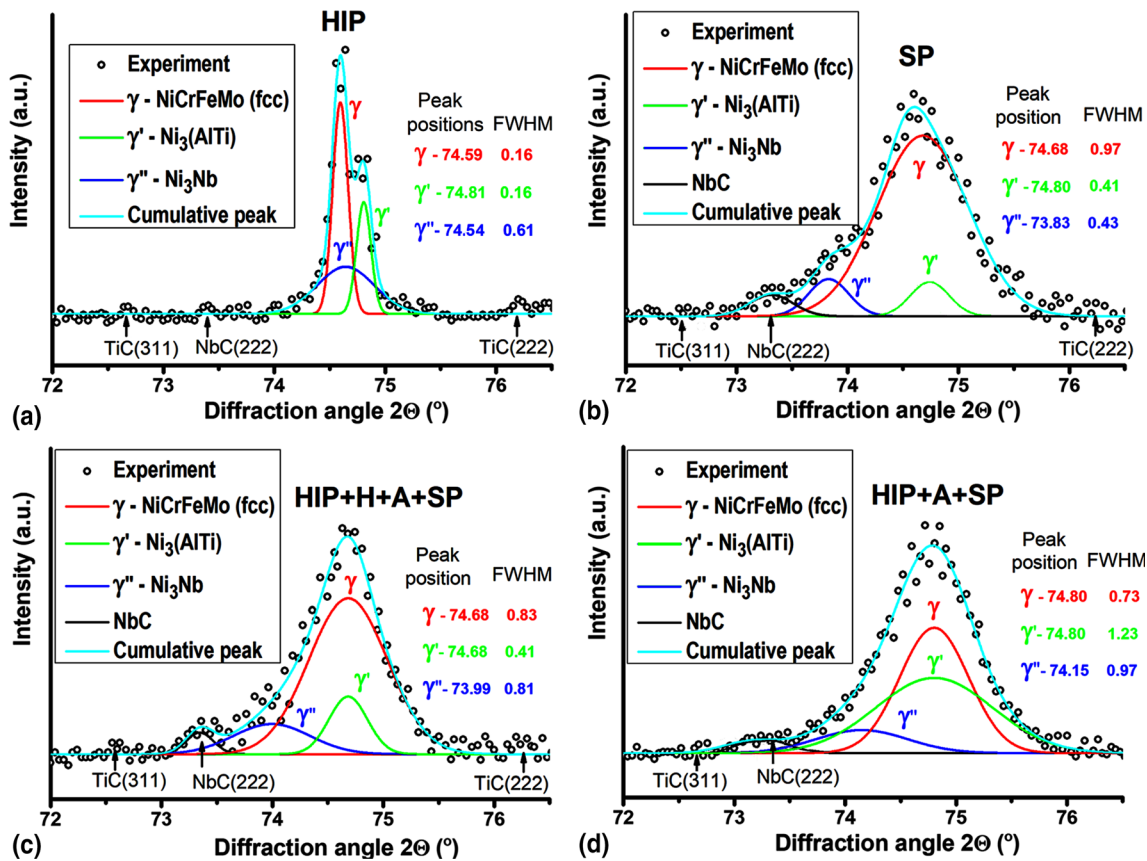 HIP
Experiment
γ - NiCrFeMo (fcc)
γ' - Ni₃(AlTi)
γ'' - Ni₃Nb
Cumulative peak
Peak
positions FWHM
γ - 74.59 0.16
γ' - 74.81 0.16
γ'' - 74.54 0.61
γ
γ'
γ''
TiC(311)
NbC(222)
TiC(222)
Intensity (a.u.)
72 73 74 75 76
Diffraction angle 2Θ (°)
(a)
SP
Experiment
γ - NiCrFeMo (fcc)
γ' - Ni₃(AlTi)
γ'' - Ni₃Nb
NbC
Cumulative peak
Peak
position FWHM
γ - 74.68 0.97
γ' - 74.80 0.41
γ'' - 73.83 0.43
γ
γ'
γ''
TiC(311)
NbC(222)
TiC(222)
Intensity (a.u.)
72 73 74 75 76
Diffraction angle 2Θ (°)
(b)
HIP+H+A+SP
Experiment
γ - NiCrFeMo (fcc)
γ' - Ni₃(AlTi)
γ'' - Ni₃Nb
NbC
Cumulative peak
Peak
position FWHM
γ - 74.68 0.83
γ' - 74.68 0.41
γ'' - 73.99 0.81
γ
γ'
γ''
TiC(311)
NbC(222)
TiC(222)
Intensity (a.u.)
72 73 74 75 76
Diffraction angle 2Θ (°)
(c)
HIP+A+SP
Experiment
γ - NiCrFeMo (fcc)
γ' - Ni₃(AlTi)
γ'' - Ni₃Nb
NbC
Cumulative peak
Peak
position FWHM
γ - 74.80 0.73
γ' - 74.80 1.23
γ'' - 74.15 0.97
γ
γ'
γ''
TiC(311)
NbC(222)
Intensity (a.u.)
72 73 74 75 76
Diffraction angle 2Θ (°)
(d)